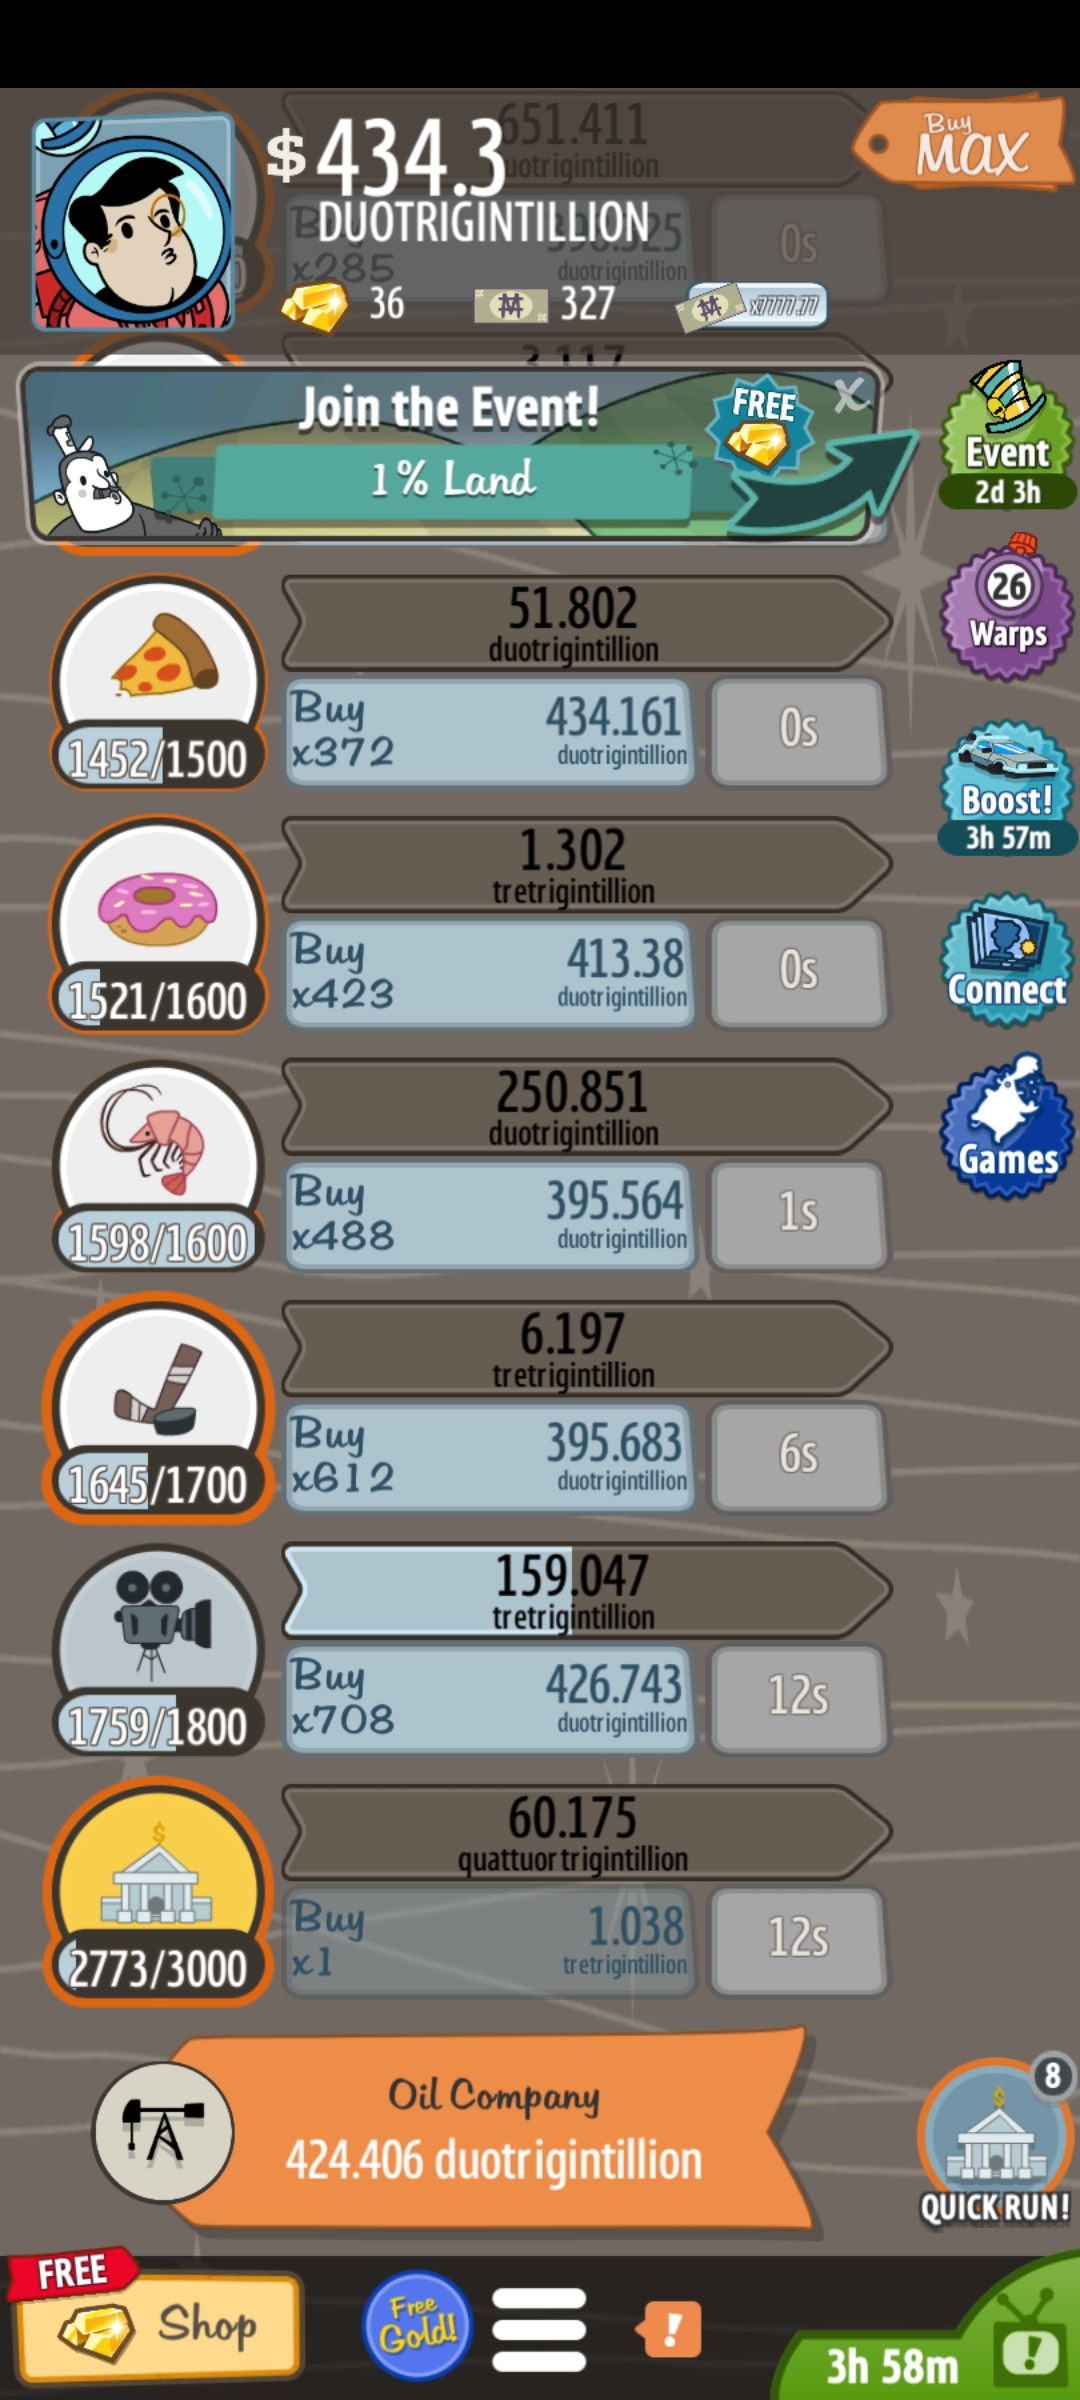 651.411
$434.3
Buy
MAX
DUOTRIGINTILLION
Buy
x285
duotrigintillion
0s
36
327
x7777.77
3.117
Join the Event!
FREE
X
1% Land
Event
2d 3h
26
Warps
51.802
duotrigintillion
Buy
x372
434.161
duotrigintillion
0s
1452/1500
Boost!
3h 57m
1.302
tretrigintillion
Buy
x423
413.38
duotrigintillion
0s
1521/1600
Connect
250.851
duotrigintillion
Buy
x488
395.564
duotrigintillion
1s
1598/1600
Games
6.197
tretrigintillion
Buy
x612
395.683
duotrigintillion
6s
1645/1700
159.047
tretrigintillion
Buy
x708
426.743
duotrigintillion
12s
1759/1800
60.175
quattuortrigintillion
Buy
x1
1.038
tretrigintillion
12s
2773/3000
Oil Company
424.406 duotrigintillion
8
QUICK RUN!
FREE
Shop
Free
Gold!
!
3h 58m
!